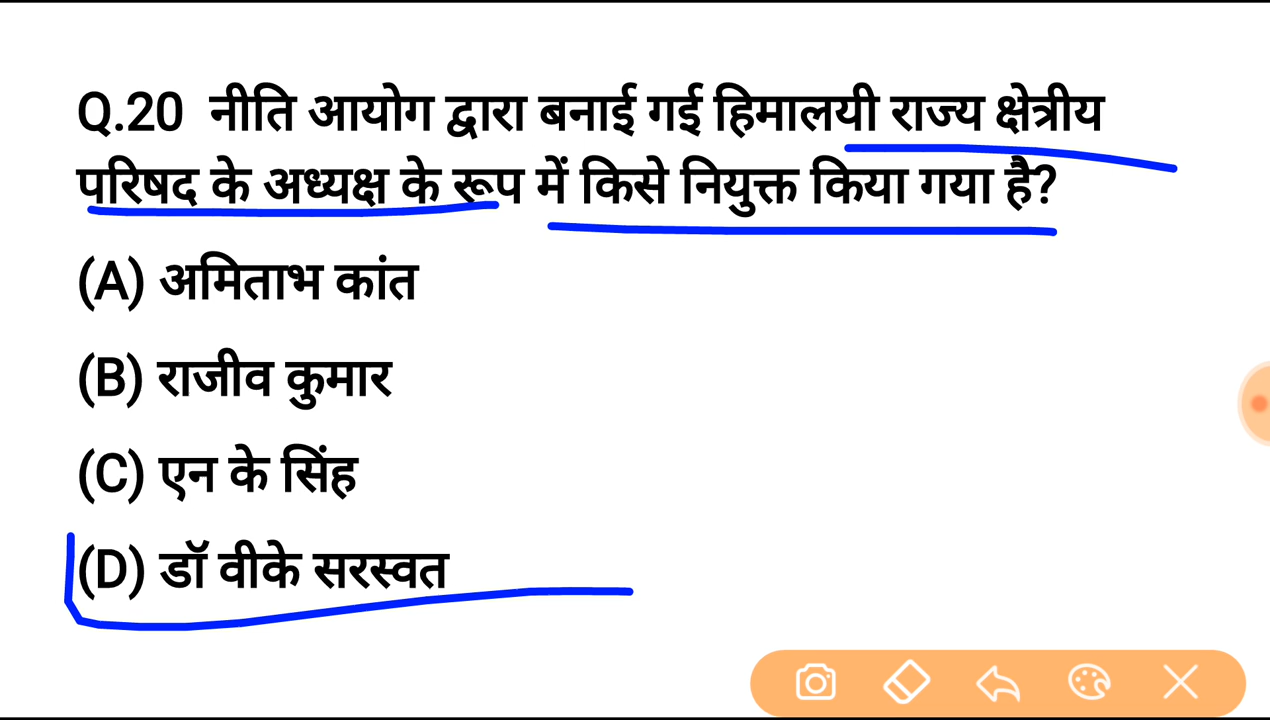 Q.20 नीति आयोग द्वारा बनाई गई हिमालयी राज्य क्षेत्रीय
परिषद के अध्यक्ष के रूप में किसे नियुक्त किया गया है?
(A) अमिताभ कांत
(B) राजीव कुमार
(C) एन के सिंह
(D) डॉ वीके सरस्वत